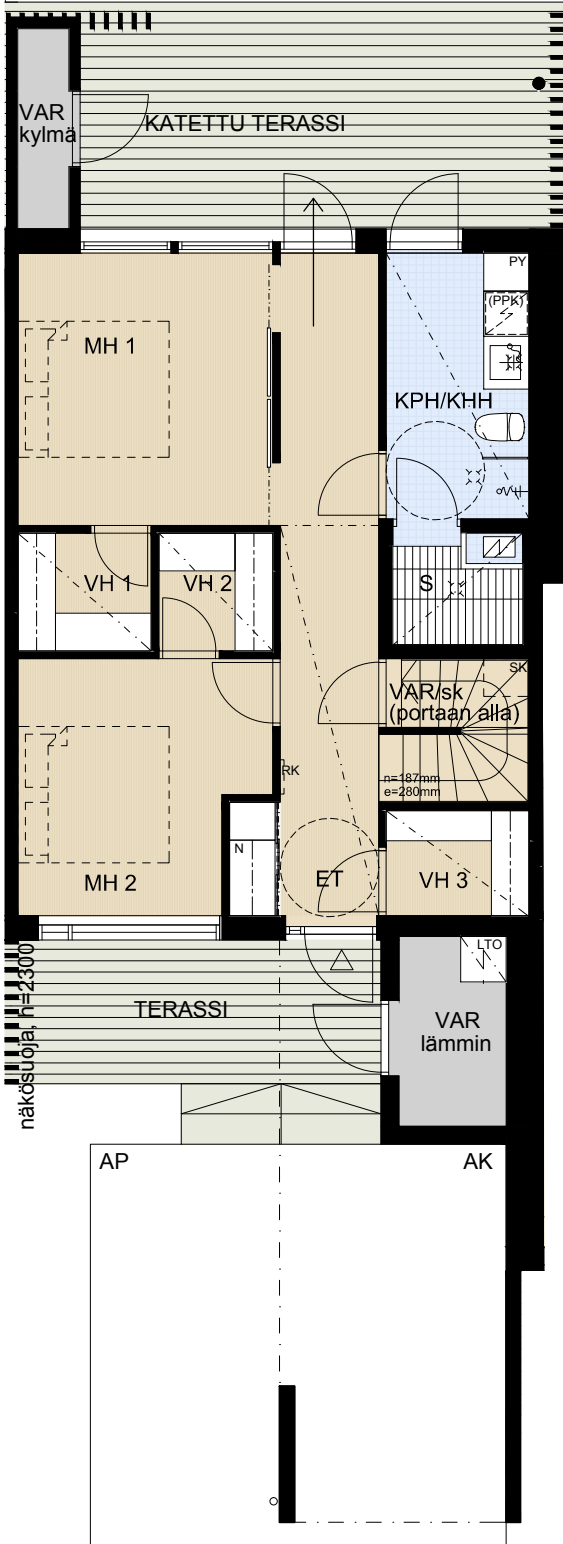 VAR
kylmä
KATETTU TERASSI
PY
(PPK)
MH 1
KPH/KHH
VH 1
VH 2
S
SK
VAR/sk
(portaan alla)
RK
n=187mm
e=280mm
N
MH 2
ET
VH 3
LTO
näkösuoja, h=2300
TERASSI
VAR
lämmin
AP
AK